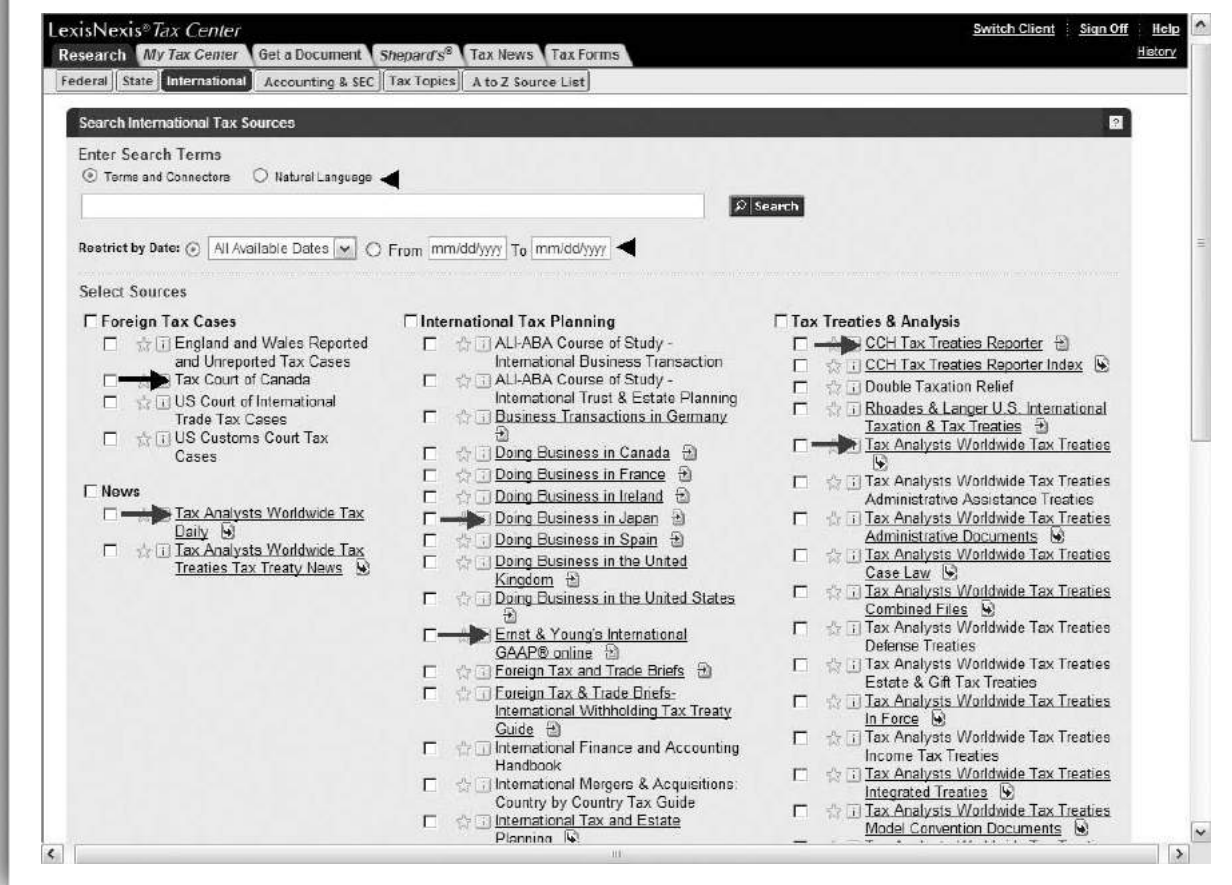 LexisNexis® Tax Center
Switch Client Sign Off Help
Research My Tax Center Get a Document Shepard's® Tax News Tax Forms
History
Federal State International Accounting & SEC Tax Topics A to Z Source List
Search International Tax Sources ?
Enter Search Terms
Terms and Connectors Natural Language
Search
Restrict by Date: All Available Dates From mm/dd/yyyy To mm/dd/yyyy
Select Sources
Foreign Tax Cases
England and Wales Reported
and Unreported Tax Cases
Tax Court of Canada
US Court of International
Trade Tax Cases
US Customs Court Tax
Cases
News
Tax Analysts Worldwide Tax
Daily
Tax Analysts Worldwide Tax
Treaties Tax Treaty News
International Tax Planning
ALI-ABA Course of Study -
International Business Transaction
ALI-ABA Course of Study -
International Trust & Estate Planning
Business Transactions in Germany
Doing Business in Canada
Doing Business in France
Doing Business in Ireland
Doing Business in Japan
Doing Business in Spain
Doing Business in the United
Kingdom
Doing Business in the United States
Ernst & Young's International
GAAP® online
Foreign Tax and Trade Briefs
Foreign Tax & Trade Briefs-
International Withholding Tax Treaty
Guide
International Finance and Accounting
Handbook
International Mergers & Acquisitions:
Country by Country Tax Guide
International Tax and Estate
Planning
Tax Treaties & Analysis
CCH Tax Treaties Reporter
CCH Tax Treaties Reporter Index
Double Taxation Relief
Rhoades & Langer U.S. International
Taxation & Tax Treaties
Tax Analysts Worldwide Tax Treaties
Tax Analysts Worldwide Tax Treaties
Administrative Assistance Treaties
Tax Analysts Worldwide Tax Treaties
Administrative Documents
Tax Analysts Worldwide Tax Treaties
Case Law
Tax Analysts Worldwide Tax Treaties
Combined Files
Tax Analysts Worldwide Tax Treaties
Defense Treaties
Tax Analysts Worldwide Tax Treaties
Estate & Gift Tax Treaties
Tax Analysts Worldwide Tax Treaties
In Force
Tax Analysts Worldwide Tax Treaties
Income Tax Treaties
Tax Analysts Worldwide Tax Treaties
Integrated Treaties
Tax Analysts Worldwide Tax Treaties
Model Convention Documents